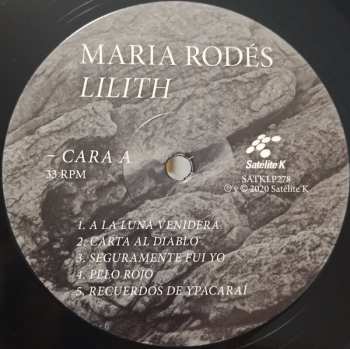 MARIA RODÉS
LILITH
– CARA A
33 RPM
Satélite K
SATKLP278
℗ y © 2020 Satélite K
1. A LA LUNA VENIDERA
2. CARTA AL DIABLO
3. SEGURAMENTE FUI YO
4. PELO ROJO
5. RECUERDOS DE YPACARAÍ